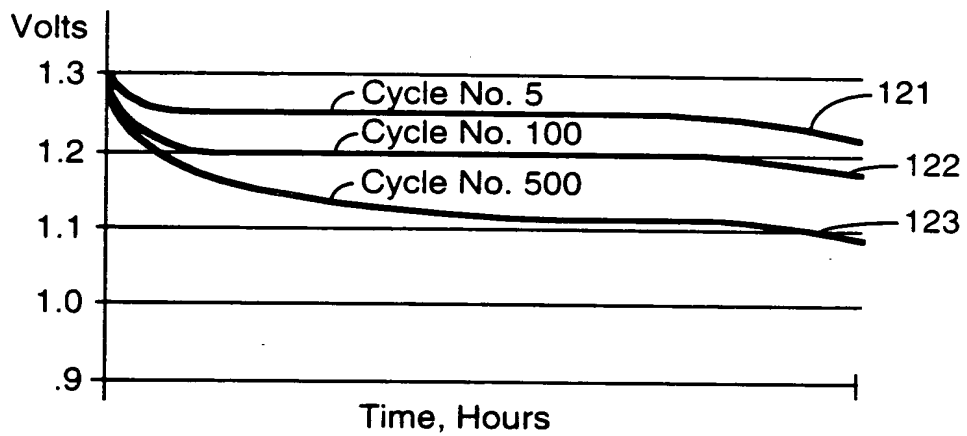 Volts
1.3
Cycle No. 5
121
Cycle No. 100
1.2
122
Cycle No. 500
1.1
123
1.0
.9
Time, Hours